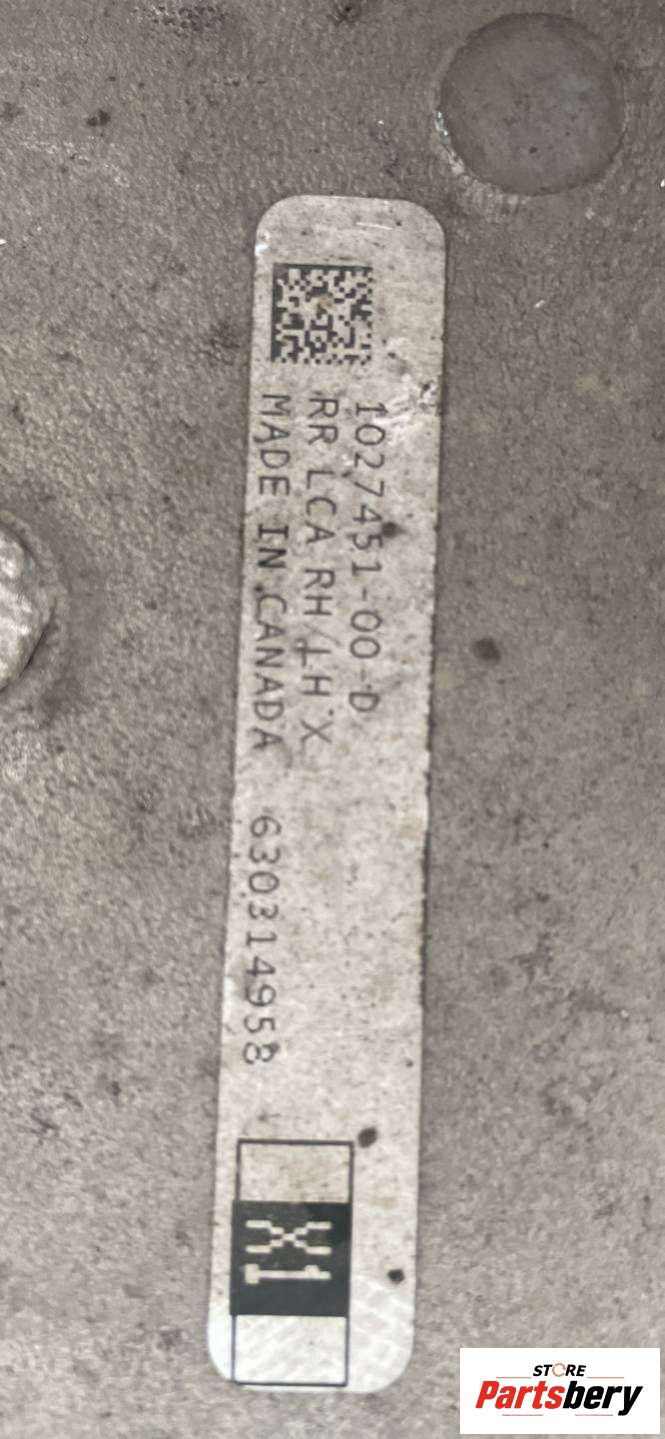 1027451-00-D
RR LCA RH/LH X
MADE IN CANADA 630314958
X1
STORE
Partsbery